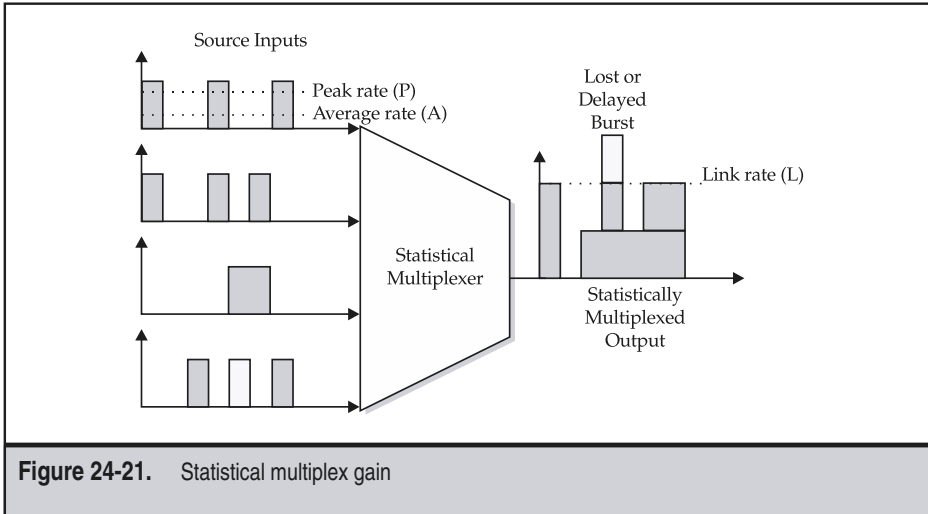 Source Inputs
Peak rate (P)
Average rate (A)
Lost or
Delayed
Burst
Link rate (L)
Statistical
Multiplexer
Statistically
Multiplexed
Output
Figure 24-21. Statistical multiplex gain